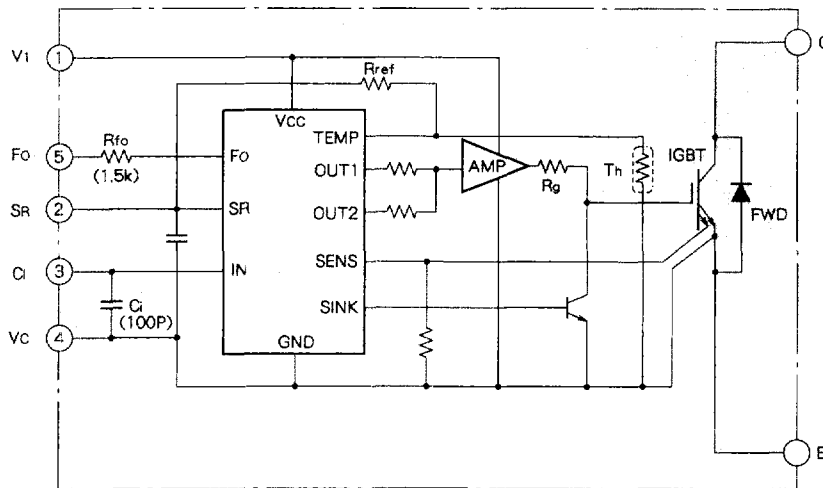 V1 1
C
Rref
VCC
TEMP
Rfo
(1.5k)
FO 5
FO
OUT1
AMP
Rg
Th
IGBT
FWD
SR 2
SR
OUT2
SENS
CI 3
IN
Ci
(100P)
SINK
VC 4
GND
E